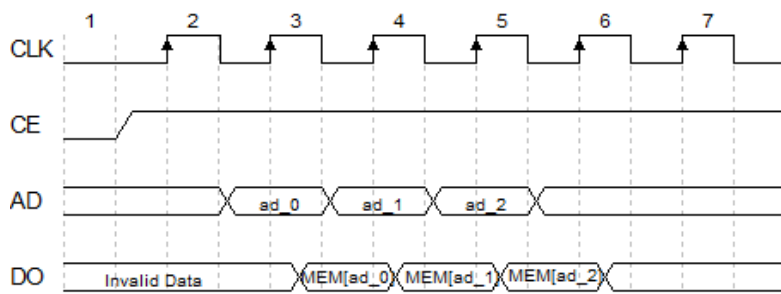 1 2 3 4 5 6 7
CLK
CE
AD ad_0 ad_1 ad_2
DO Invalid Data MEM[ad_0] MEM[ad_1] MEM[ad_2]